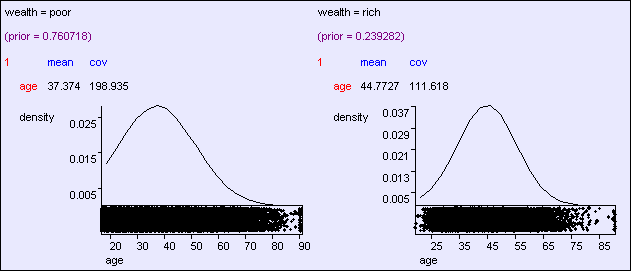 wealth = poor
(prior = 0.760718)
1 mean cov
age 37.374 198.935
density
0.025
0.015
0.005
20 30 40 50 60 70 80 90
age
wealth = rich
(prior = 0.239282)
1 mean cov
age 44.7727 111.618
density
0.037
0.029
0.021
0.013
0.005
25 35 45 55 65 75 85
age